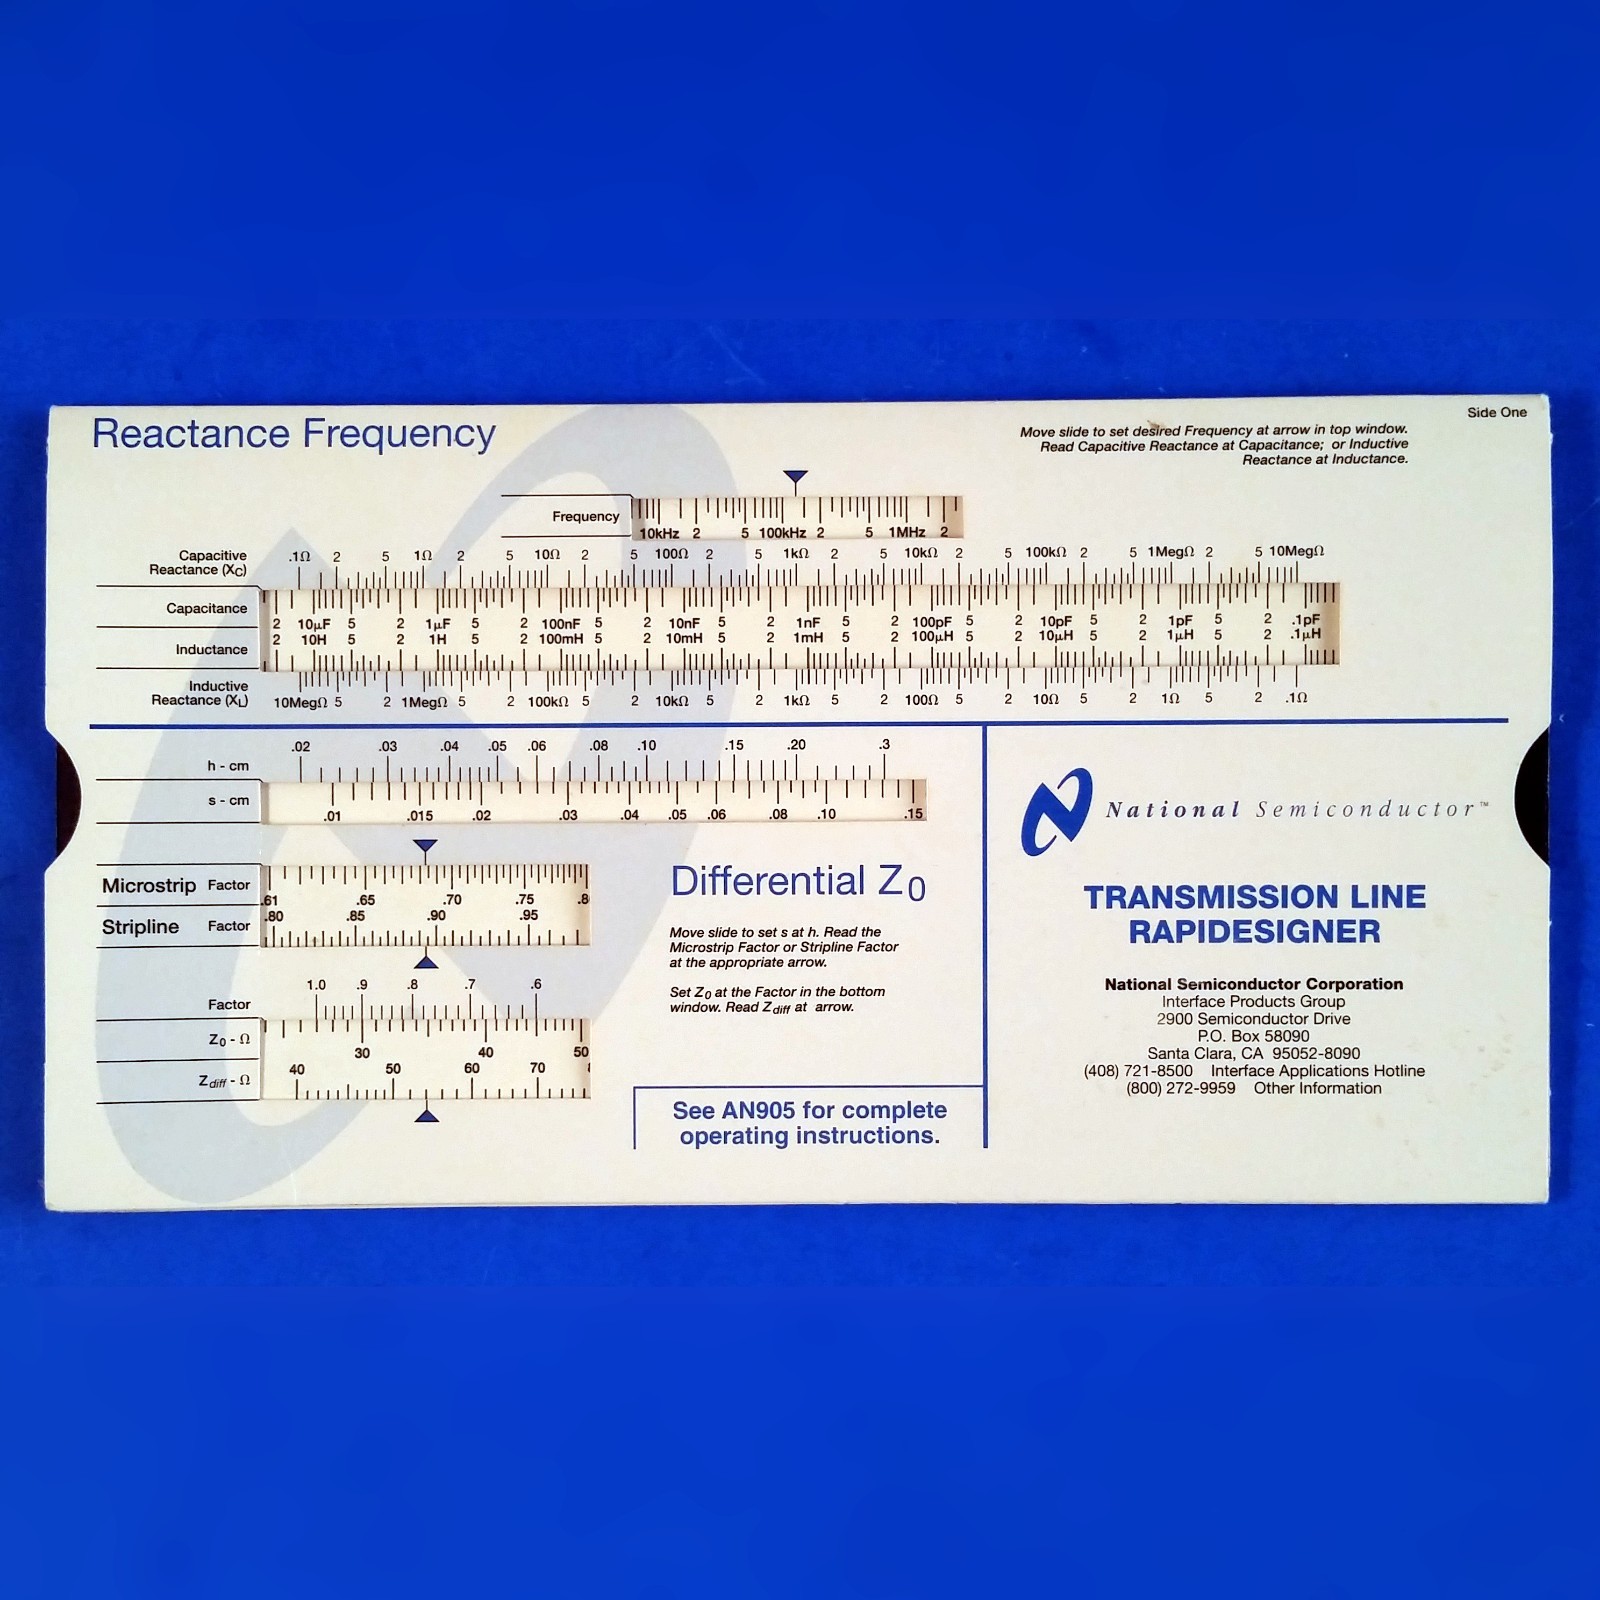 Reactance Frequency
Side One
Move slide to set desired Frequency at arrow in top window.
Read Capacitive Reactance at Capacitance; or Inductive
Reactance at Inductance.
Frequency
10kHz 2 5 100kHz 2 5 1MHz 2
Capacitive
Reactance (XC)
.1Ω 2 5 1Ω 2 5 10Ω 2 5 100Ω 2 5 1kΩ 2 5 10kΩ 2 5 100kΩ 2 5 1MegΩ 2 5 10MegΩ
Capacitance
2 10μF 5 2 1μF 5 2 100nF 5 2 10nF 5 2 1nF 5 2 100pF 5 2 10pF 5 2 1pF 5 2 .1pF
2 10H 5 2 1H 5 2 100mH 5 2 10mH 5 2 1mH 5 2 100μH 5 2 10μH 5 2 1μH 5 2 .1μH
Inductance
Inductive
Reactance (XL)
10MegΩ 5 2 1MegΩ 5 2 100kΩ 5 2 10kΩ 5 2 1kΩ 5 2 100Ω 5 2 10Ω 5 2 1Ω 5 2 .1Ω
h - cm
.02 .03 .04 .05 .06 .08 .10 .15 .20 .3
s - cm
.01 .015 .02 .03 .04 .05 .06 .08 .10 .15
Microstrip Factor
.61 .65 .70 .75 .8
Stripline Factor
.80 .85 .90 .95
Factor
1.0 .9 .8 .7 .6
Z0 - Ω
30 40 50
Zdiff - Ω
40 50 60 70
Differential Z0
Move slide to set s at h. Read the
Microstrip Factor or Stripline Factor
at the appropriate arrow.
Set Z0 at the Factor in the bottom
window. Read Zdiff at arrow.
See AN905 for complete
operating instructions.
National Semiconductor™
TRANSMISSION LINE
RAPIDESIGNER
National Semiconductor Corporation
Interface Products Group
2900 Semiconductor Drive
P.O. Box 58090
Santa Clara, CA 95052-8090
(408) 721-8500 Interface Applications Hotline
(800) 272-9959 Other Information